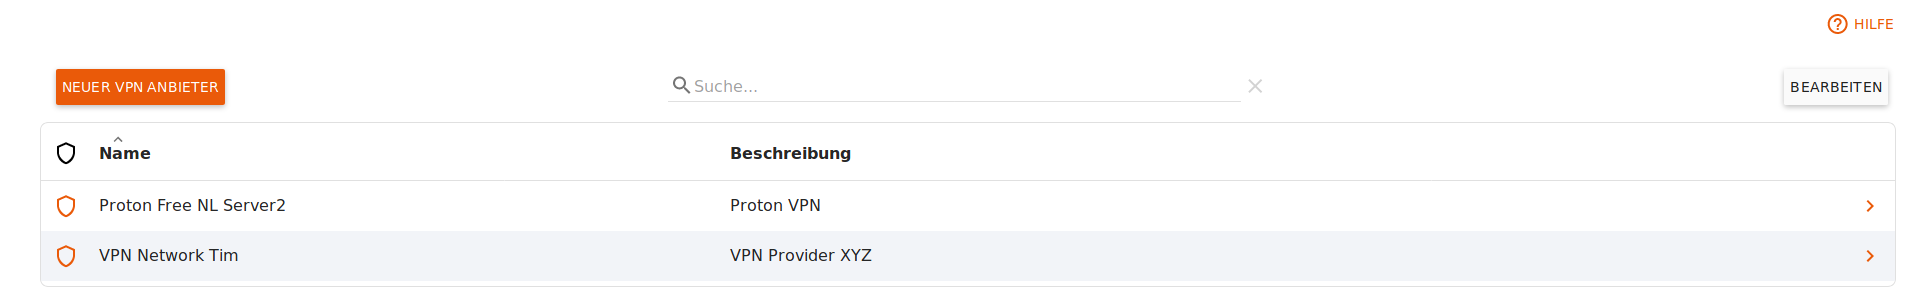 HILFE
NEUER VPN ANBIETER
Suche...
BEARBEITEN
Name Beschreibung
Proton Free NL Server2 Proton VPN
VPN Network Tim VPN Provider XYZ